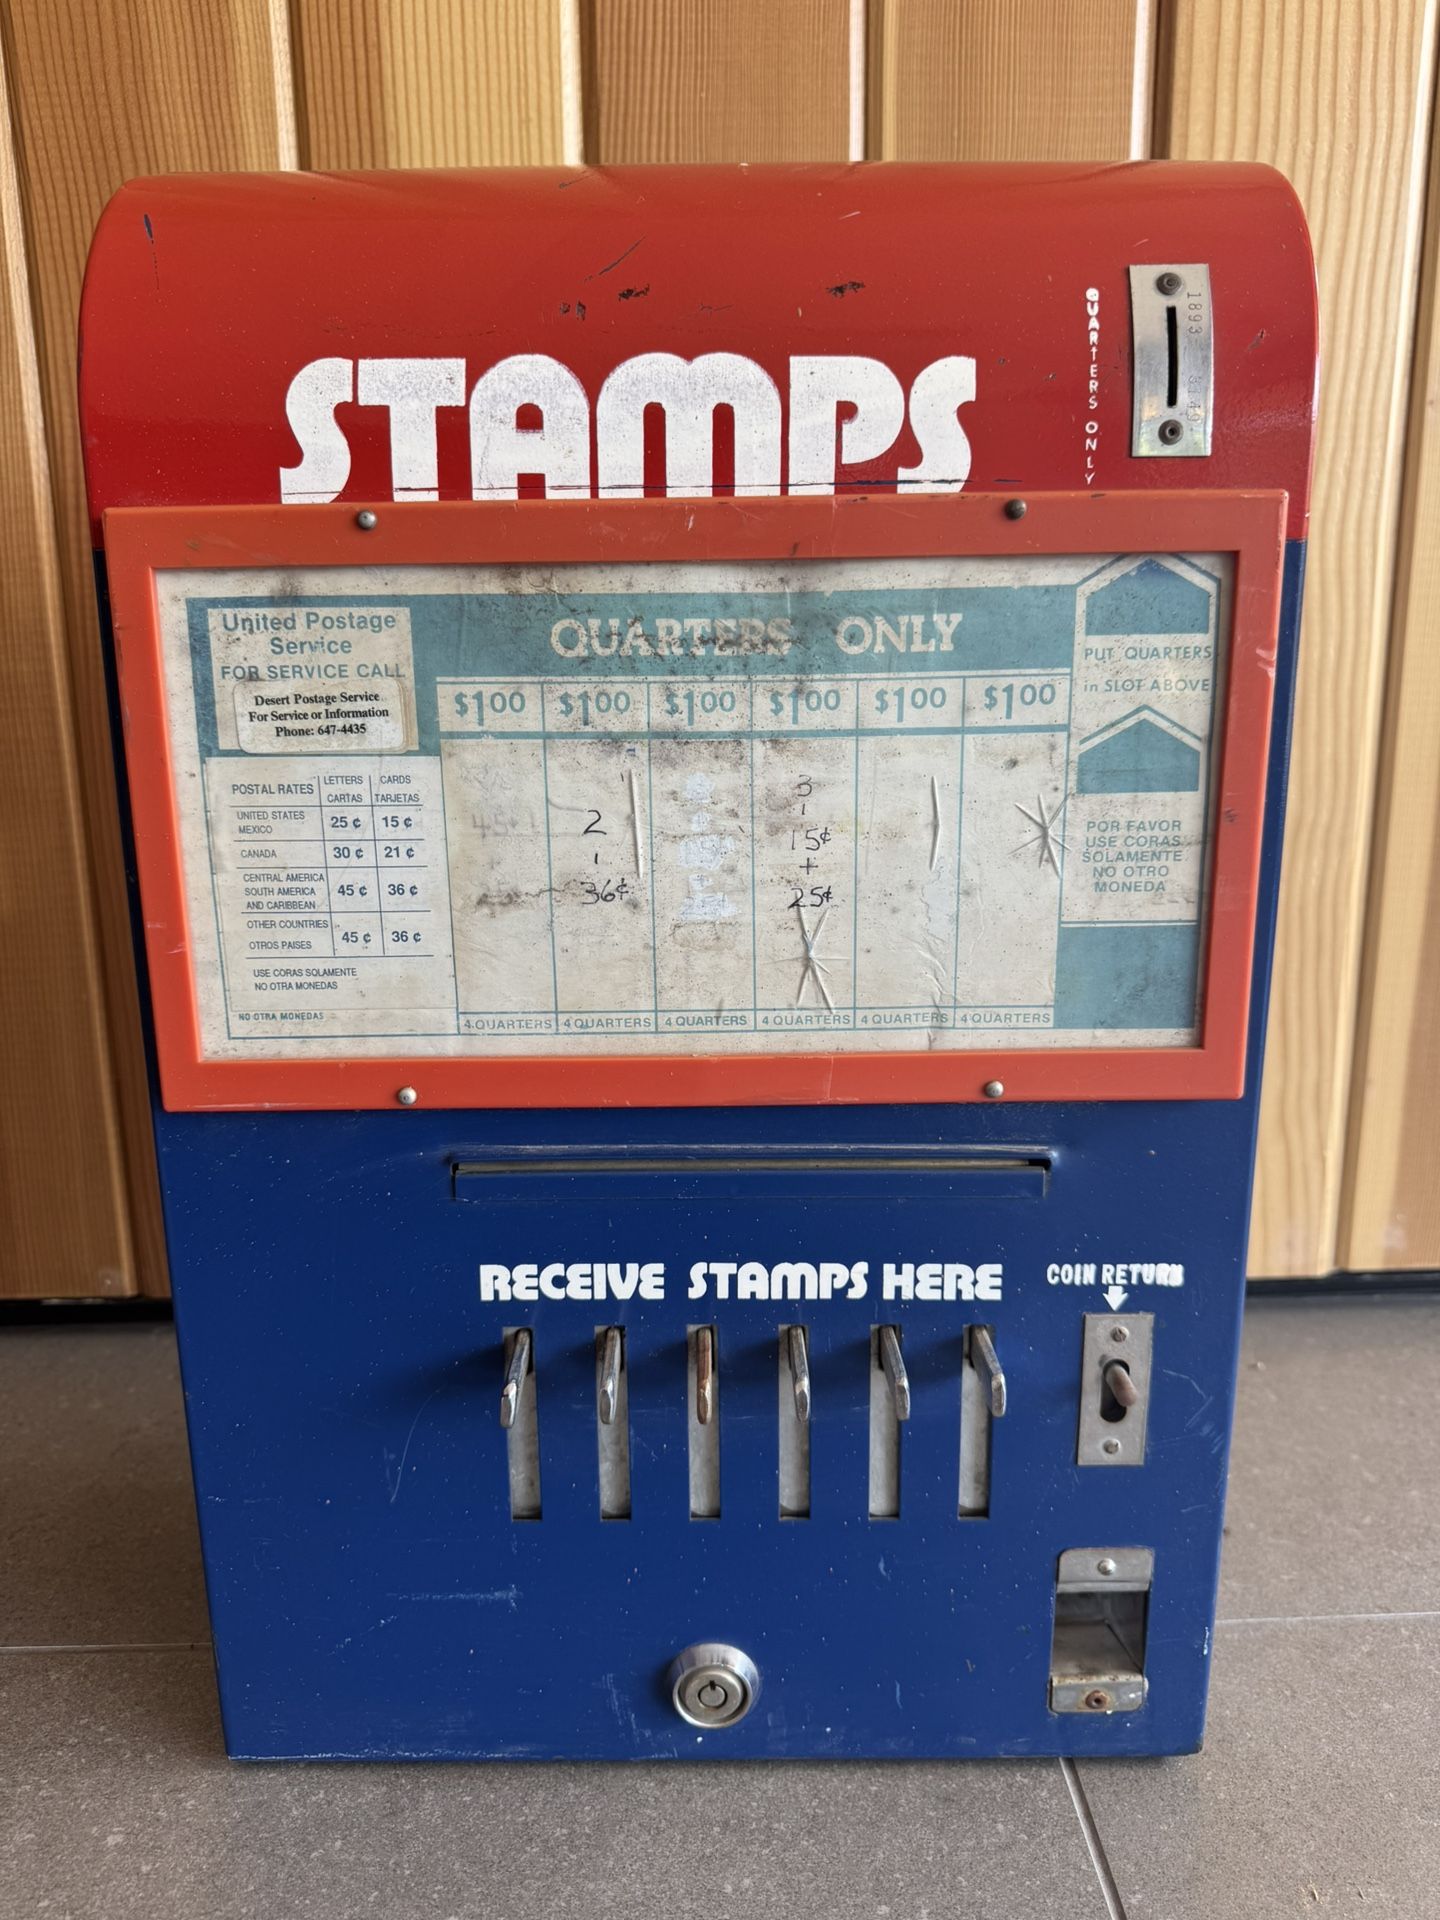 STAMPS
QUARTERS ONLY
1893
United Postage
Service
FOR SERVICE CALL
Desert Postage Service
For Service or Information
Phone: 647-4435
QUARTERS ONLY
$1.00 $1.00 $1.00 $1.00 $1.00 $1.00
PUT QUARTERS
in SLOT ABOVE
POSTAL RATES LETTERS CARDS
CARTAS TARJETAS
UNITED STATES
MEXICO 25 ¢ 15 ¢
CANADA 30 ¢ 21 ¢
CENTRAL AMERICA
SOUTH AMERICA 45 ¢ 36 ¢
AND CARIBBEAN
OTHER COUNTRIES
OTROS PAISES 45 ¢ 36 ¢
USE CORAS SOLAMENTE
NO OTRA MONEDAS
NO OTRA MONEDAS
2
36¢
3
15¢
+
25¢
POR FAVOR
USE CORAS
SOLAMENTE
NO OTRO
MONEDA
4 QUARTERS 4 QUARTERS 4 QUARTERS 4 QUARTERS 4 QUARTERS 4 QUARTERS
RECEIVE STAMPS HERE
COIN RETURN